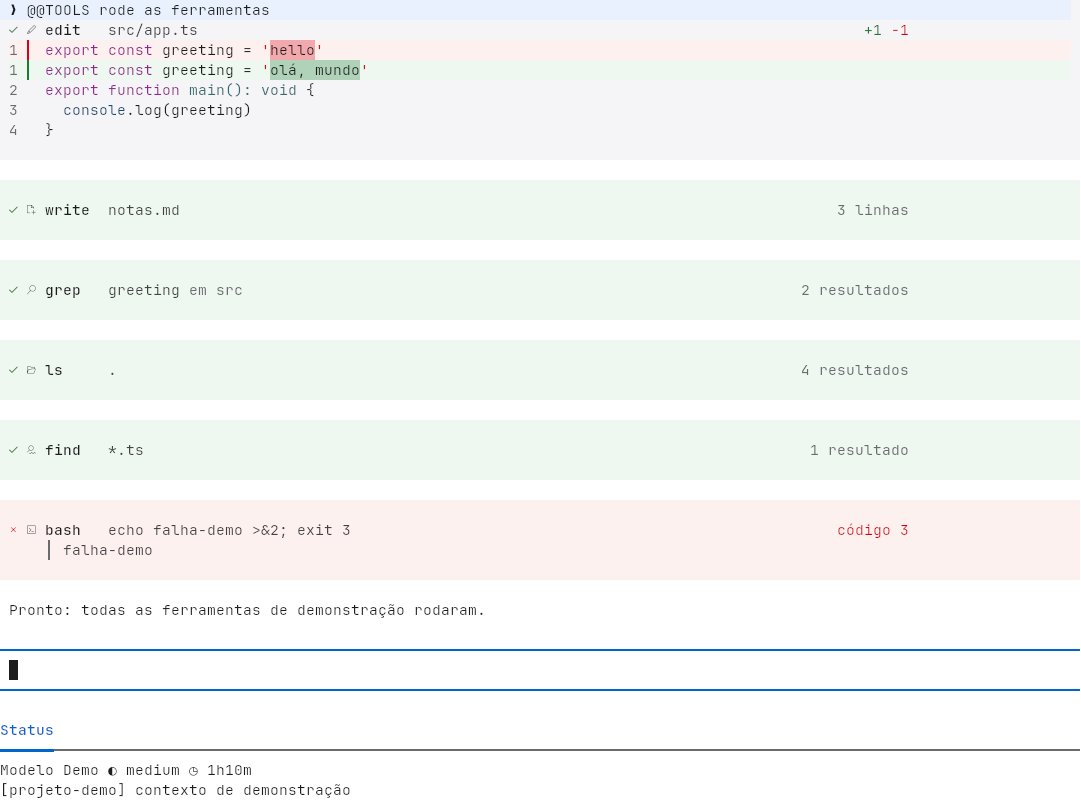 ❯ @@TOOLS rode as ferramentas
✓ edit src/app.ts +1 -1
1 export const greeting = 'hello'
1 export const greeting = 'olá, mundo'
2 export function main(): void {
3 console.log(greeting)
4 }
✓ write notas.md 3 linhas
✓ grep greeting em src 2 resultados
✓ ls . 4 resultados
✓ find *.ts 1 resultado
× bash echo falha-demo >&2; exit 3 código 3
falha-demo
Pronto: todas as ferramentas de demonstração rodaram.
Status
Modelo Demo ◐ medium ◷ 1h10m
[projeto-demo] contexto de demonstração